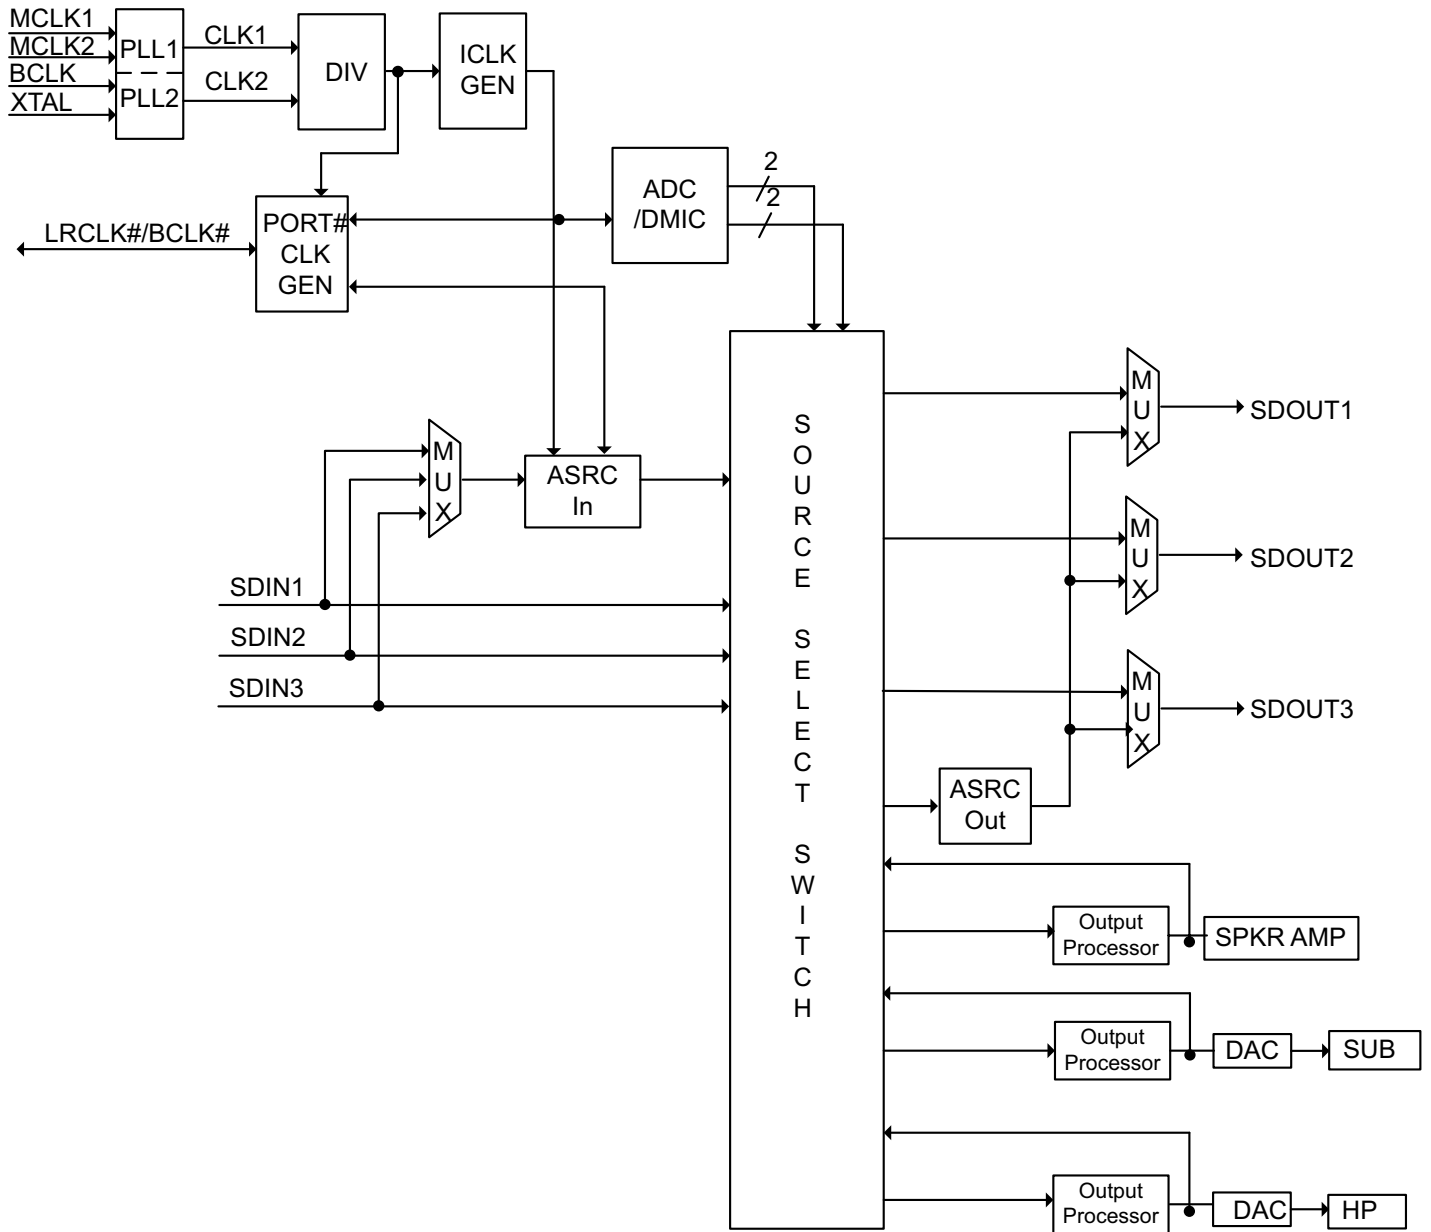 MCLK1
MCLK2
BCLK
XTAL
PLL1
PLL2
CLK1
CLK2
DIV
ICLK
GEN
LRCLK#/BCLK#
PORT#
CLK
GEN
ADC
/DMIC
2
2
M
U
X
ASRC
In
SDIN1
SDIN2
SDIN3
S
O
U
R
C
E
S
E
L
E
C
T
S
W
I
T
C
H
M
U
X
SDOUT1
M
U
X
SDOUT2
M
U
X
SDOUT3
ASRC
Out
Output
Processor
SPKR AMP
Output
Processor
DAC
SUB
Output
Processor
DAC
HP